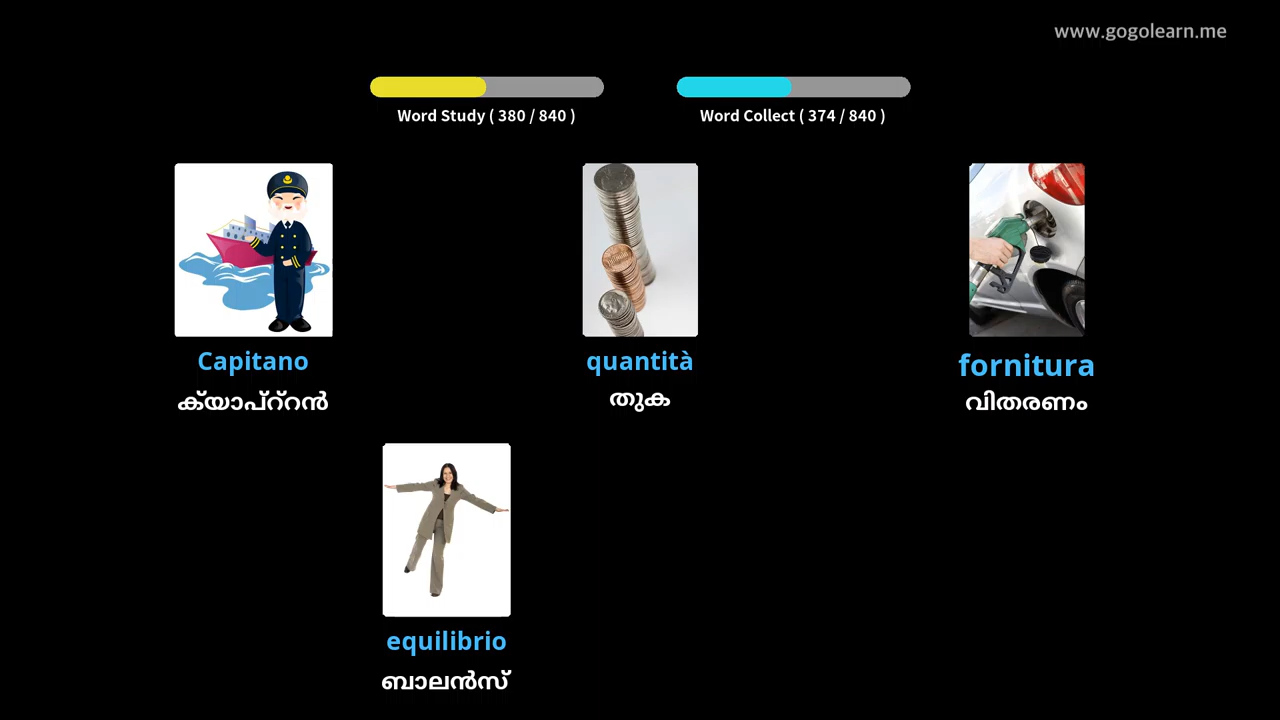 www.gogolearn.me
Word Study ( 380 / 840 )
Word Collect ( 374 / 840 )
Capitano
ക്യാപ്റ്റൻ
quantità
തുക
fornitura
വിതരണം
equilibrio
ബാലൻസ്